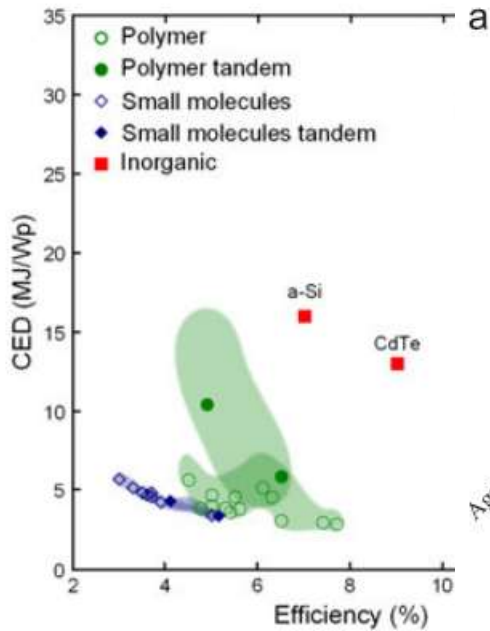 a
35
30
25
20
15
10
5
0
CED (MJ/Wp)
Polymer
Polymer tandem
Small molecules
Small molecules tandem
Inorganic
a-Si
CdTe
2
4
6
8
10
Efficiency (%)